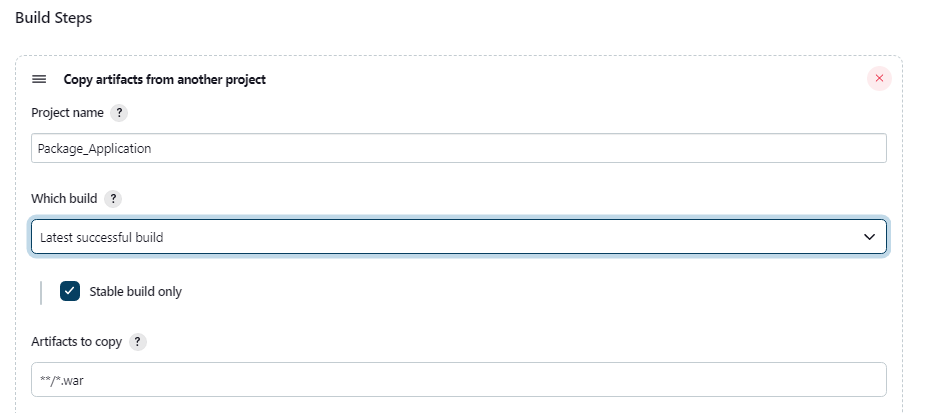 Build Steps
Copy artifacts from another project
Project name ?
Package_Application
Which build ?
Latest successful build
Stable build only
Artifacts to copy ?
**/*.war